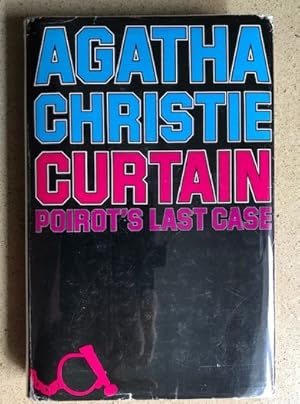 AGATHA
CHRISTIE
CURTAIN
POIROT'S LAST CASE